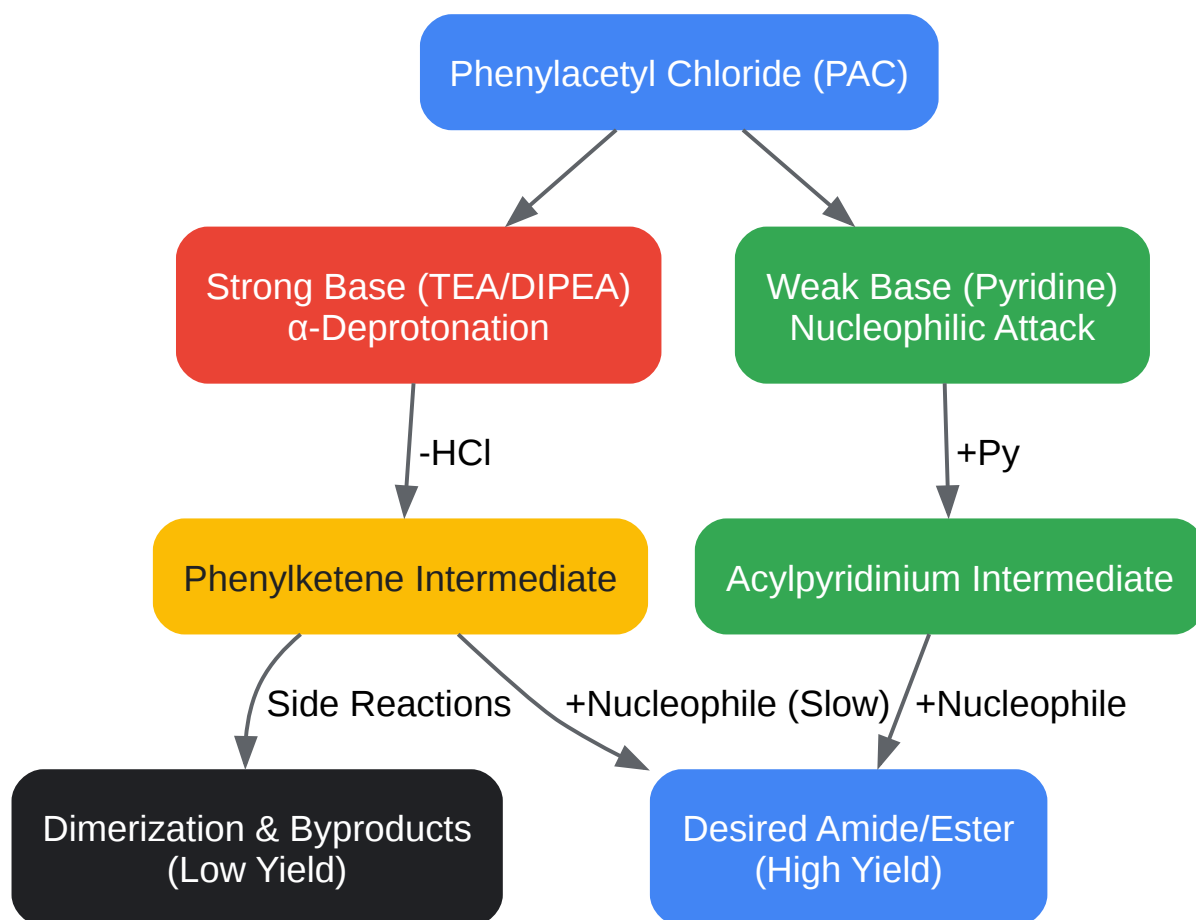 Phenylacetyl Chloride (PAC)
Strong Base (TEA/DIPEA)
α-Deprotonation
Weak Base (Pyridine)
Nucleophilic Attack
-HCl
+Py
Phenylketene Intermediate
Acylpyridinium Intermediate
Side Reactions
+Nucleophile (Slow)
+Nucleophile
Dimerization & Byproducts
(Low Yield)
Desired Amide/Ester
(High Yield)